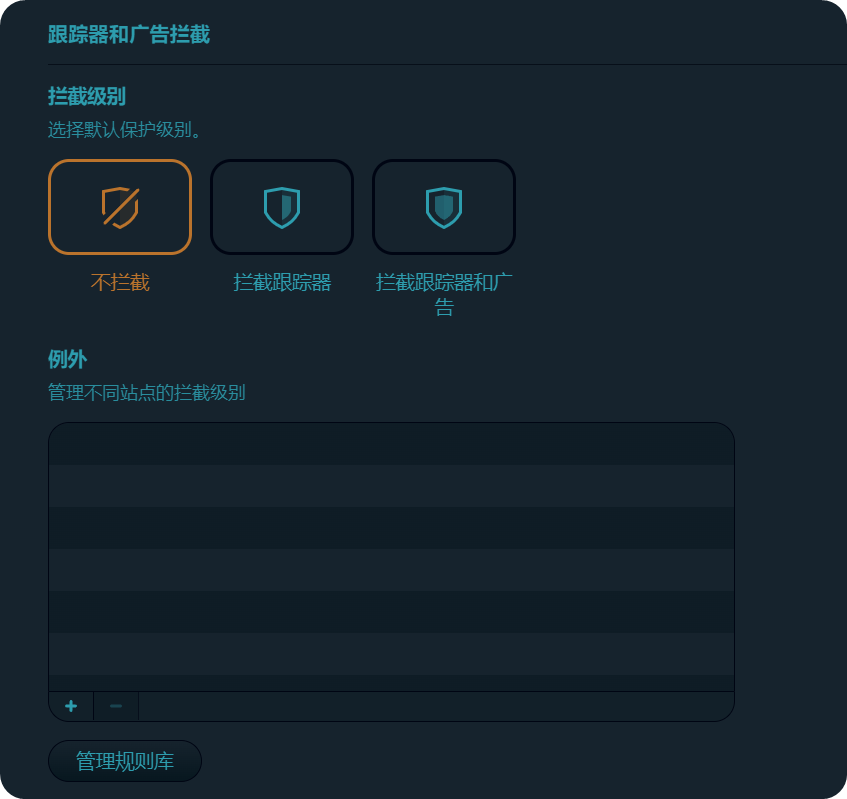 跟踪器和广告拦截
拦截级别
选择默认保护级别。
不拦截
拦截跟踪器
拦截跟踪器和广
告
例外
管理不同站点的拦截级别
管理规则库